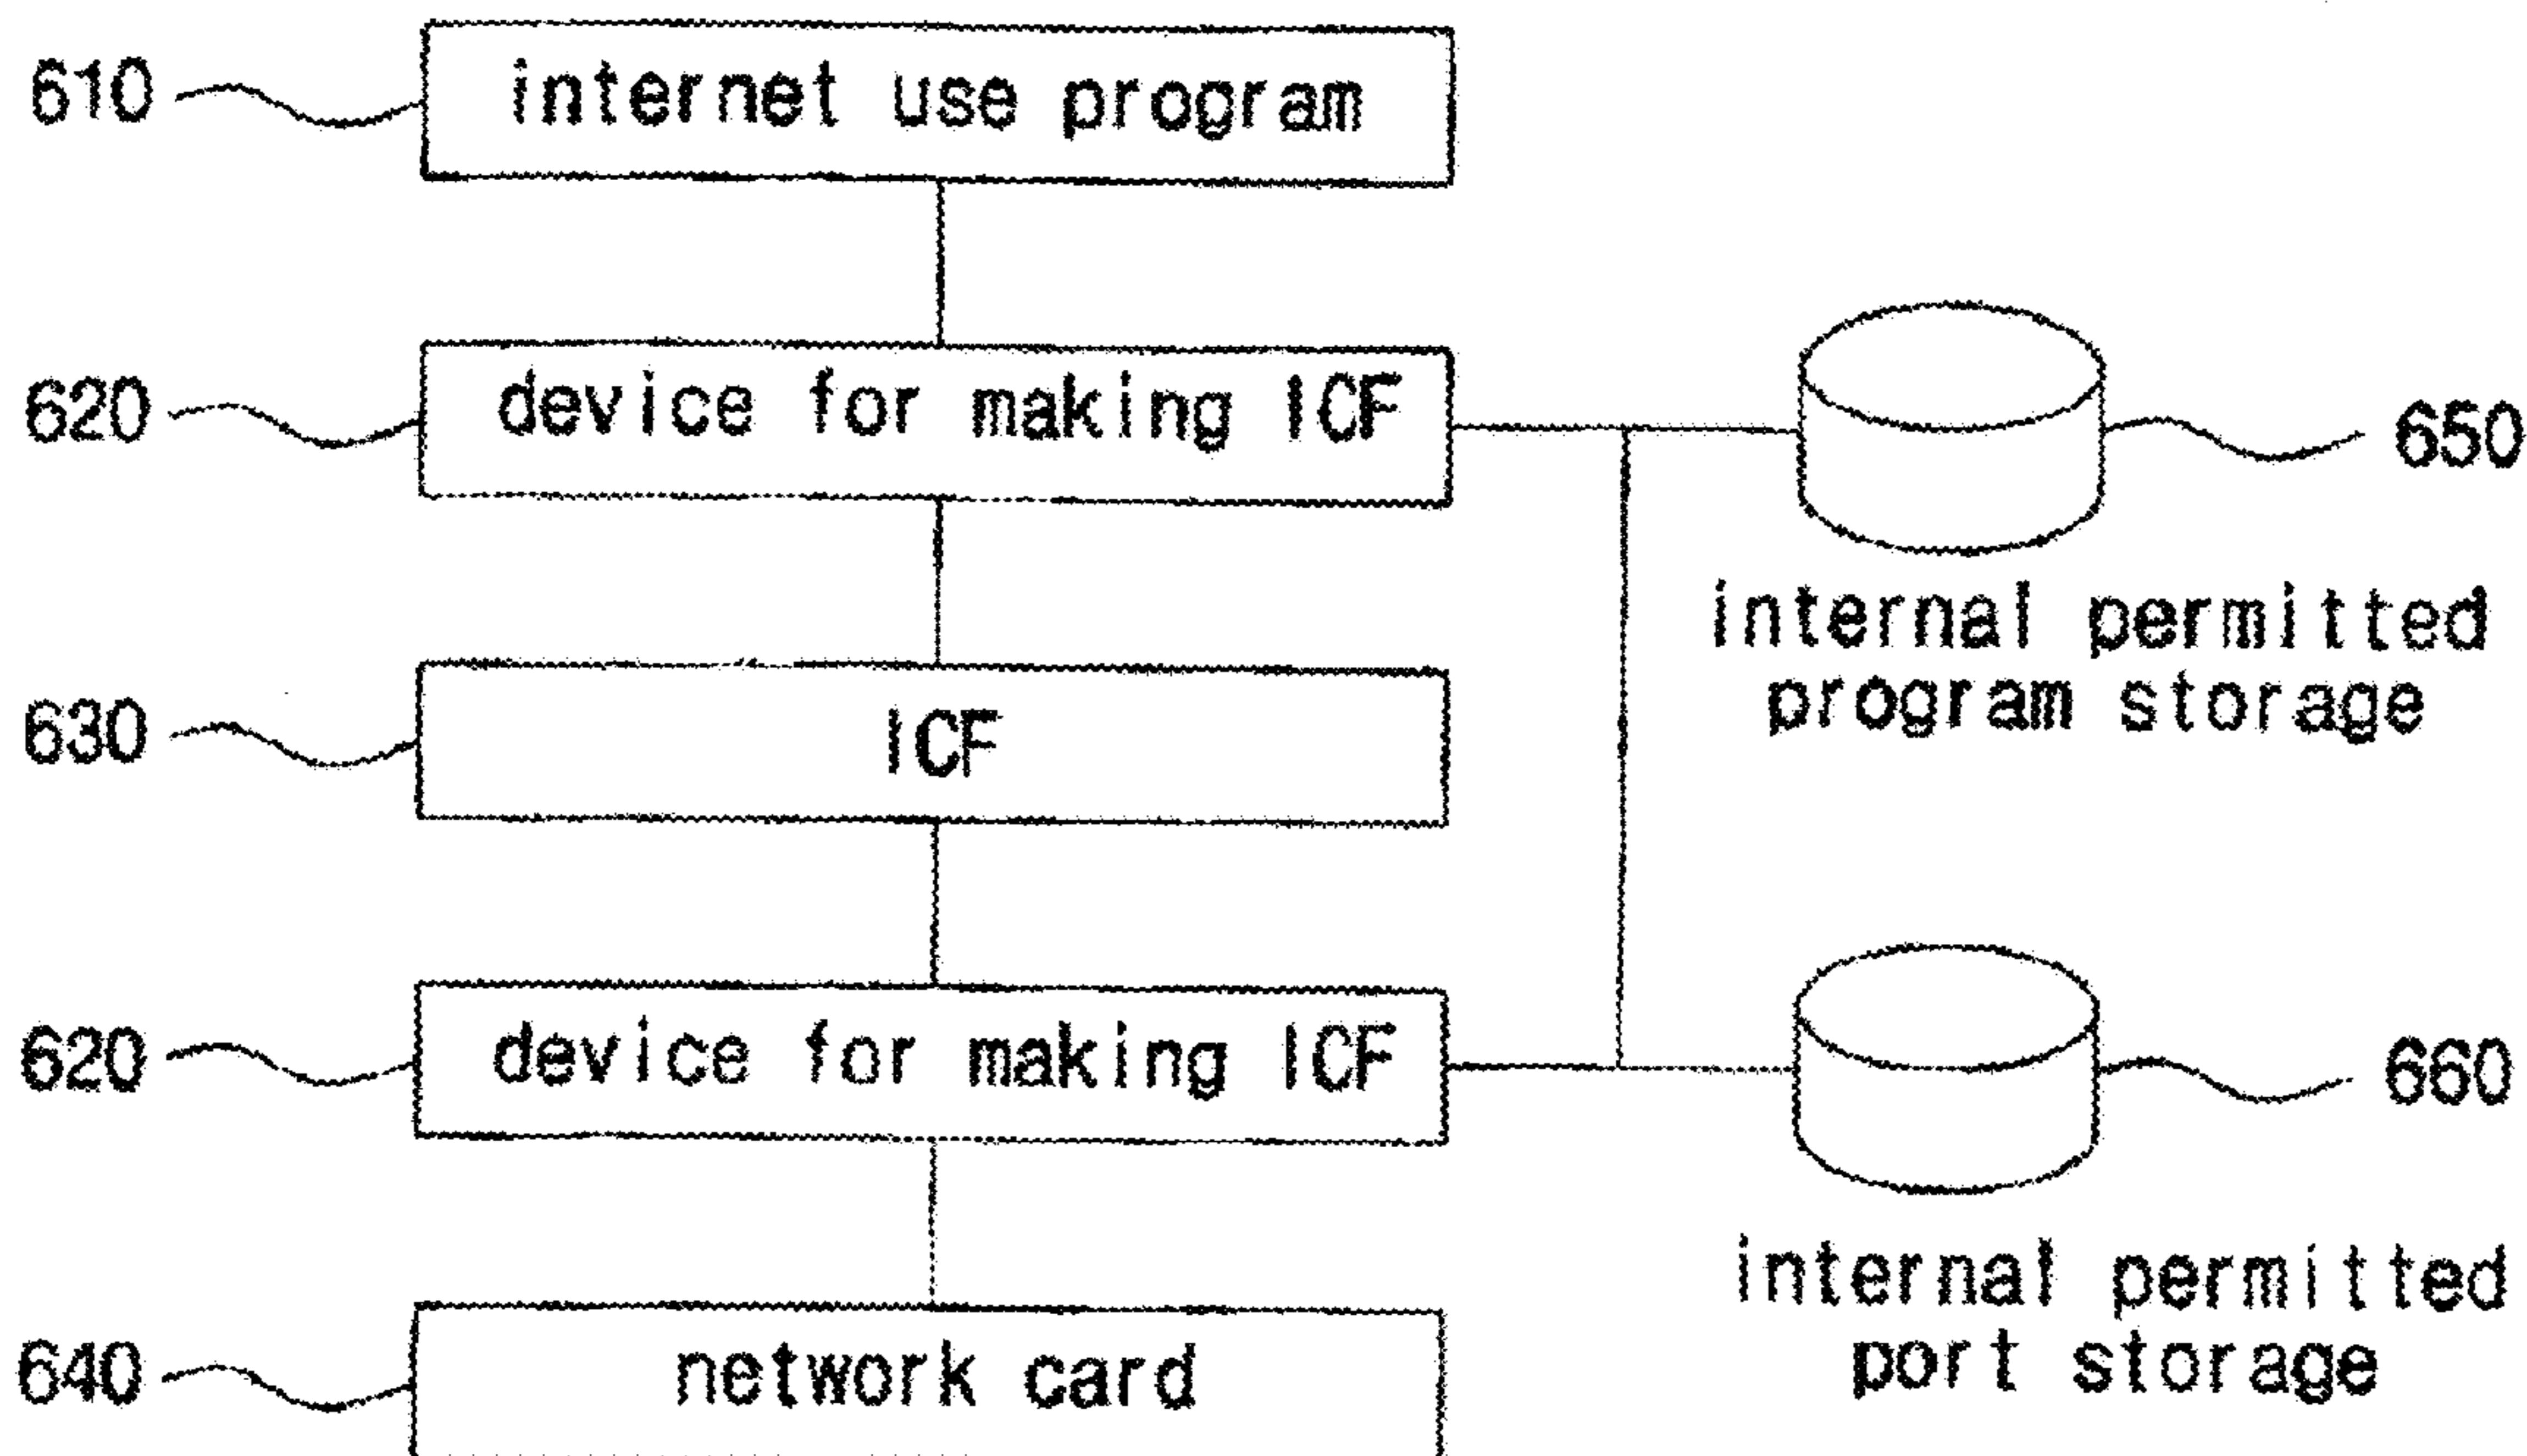 610 internet use program
620 device for making ICF
650
internal permitted
program storage
630 ICF
620 device for making ICF
660
internal permitted
port storage
640 network card